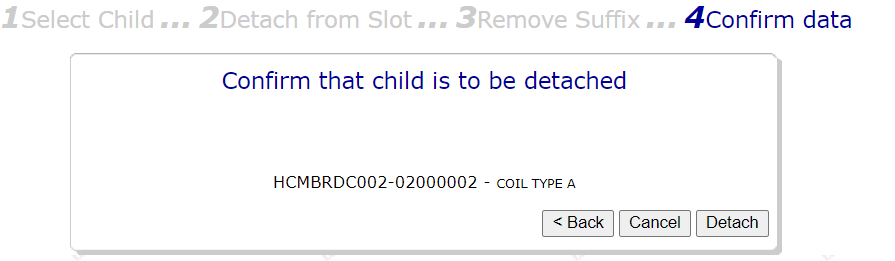 1Select Child ... 2Detach from Slot ... 3Remove Suffix ... 4Confirm data
Confirm that child is to be detached
HCMBRDC002-02000002 - COIL TYPE A
< Back Cancel Detach